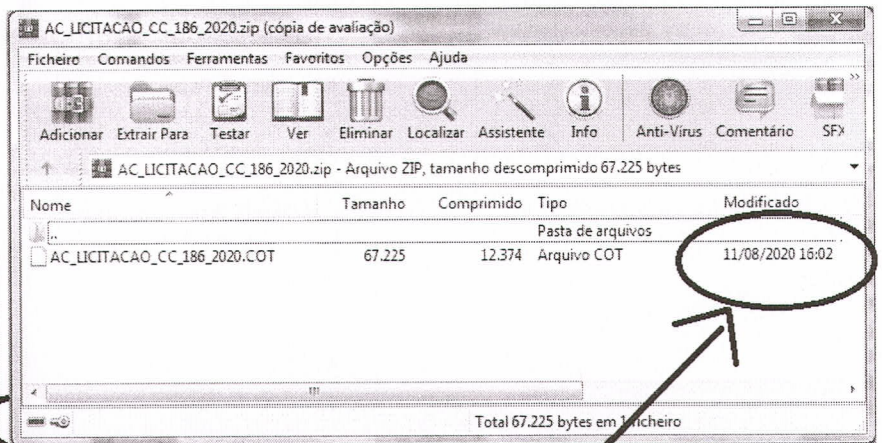 AC_LICITACAO_CC_186_2020.zip (cópia de avaliação)
Ficheiro Comandos Ferramentas Favoritos Opções Ajuda
Adicionar Extrair Para Testar Ver Eliminar Localizar Assistente Info Anti-Virus Comentário SFX
AC_LICITACAO_CC_186_2020.zip - Arquivo ZIP, tamanho descomprimido 67.225 bytes
Nome Tamanho Comprimido Tipo Modificado
.. Pasta de arquivos
AC_LICITACAO_CC_186_2020.COT 67.225 12.374 Arquivo COT 11/08/2020 16:02
Total 67.225 bytes em 1 ficheiro